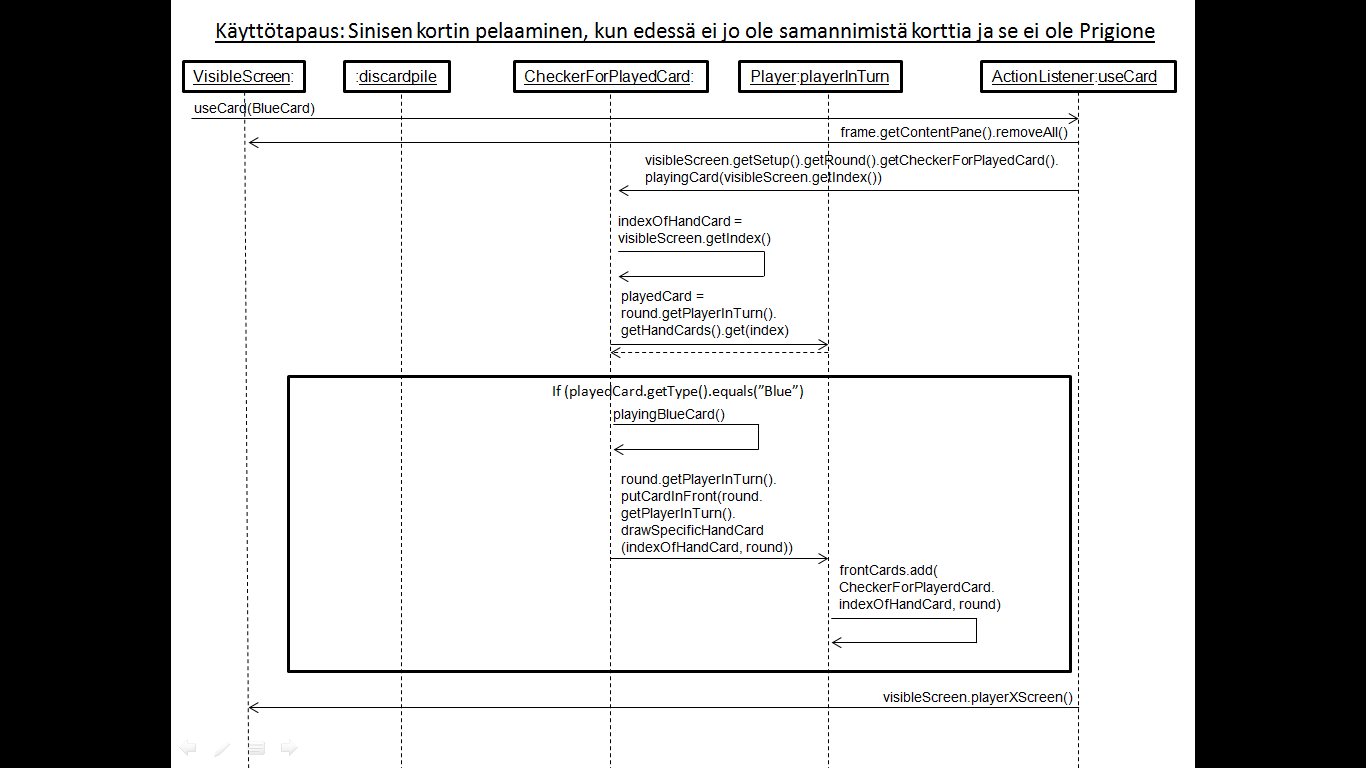 Käyttötapaus: Sinisen kortin pelaaminen, kun edessä ei jo ole samannimistä korttia ja se ei ole Prigione
VisibleScreen:
:discardpile
CheckerForPlayedCard:
Player:playerInTurn
ActionListener:useCard
useCard(BlueCard)
frame.getContentPane().removeAll()
visibleScreen.getSetup().getRound().getCheckerForPlayedCard().
playingCard(visibleScreen.getIndex())
indexOfHandCard =
visibleScreen.getIndex()
playedCard =
round.getPlayerInTurn().
getHandCards().get(index)
If (playedCard.getType().equals(”Blue”)
playingBlueCard()
round.getPlayerInTurn().
putCardInFront(round.
getPlayerInTurn().
drawSpecificHandCard
(indexOfHandCard, round))
frontCards.add(
CheckerForPlayerdCard.
indexOfHandCard, round)
visibleScreen.playerXScreen()